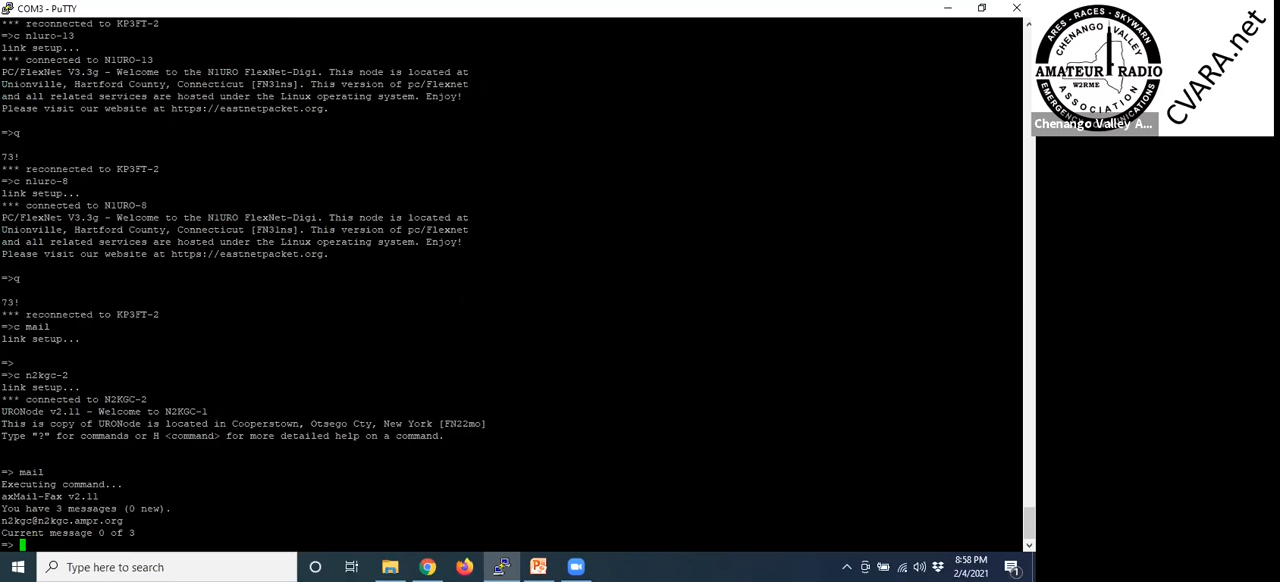 COM3 - PuTTY
*** reconnected to KP3FT-2
=>c n1uro-13
link setup...
*** connected to N1URO-13
PC/FlexNet V3.3g - Welcome to the N1URO FlexNet-Digi. This node is located at
Unionville, Hartford County, Connecticut [FN31ns]. This version of pc/Flexnet
and all related services are hosted under the Linux operating system. Enjoy!
Please visit our website at https://eastnetpacket.org.
=>q
73!
*** reconnected to KP3FT-2
=>c n1uro-8
link setup...
*** connected to N1URO-8
PC/FlexNet V3.3g - Welcome to the N1URO FlexNet-Digi. This node is located at
Unionville, Hartford County, Connecticut [FN31ns]. This version of pc/Flexnet
and all related services are hosted under the Linux operating system. Enjoy!
Please visit our website at https://eastnetpacket.org.
=>q
73!
*** reconnected to KP3FT-2
=>c mail
link setup...
=>
=>c n2kgc-2
link setup...
*** connected to N2KGC-2
URONode v2.11 - Welcome to N2KGC-1
This is copy of URONode is located in Cooperstown, Otsego Cty, New York [FN22mo]
Type "?" for commands or H <command> for more detailed help on a command.
=> mail
Executing command...
axMail-Fax v2.11
You have 3 messages (0 new).
n2kgc@n2kgc.ampr.org
Current message 0 of 3
=>
ARES - RACES - SKYWARN
CHENANGO VALLEY
AMATEUR RADIO
W2RME
ASSOCIATION
EMERGENCY COMMUNICATIONS
CVARA.net
Chenango Valley A...
Type here to search
8:58 PM
2/4/2021
1